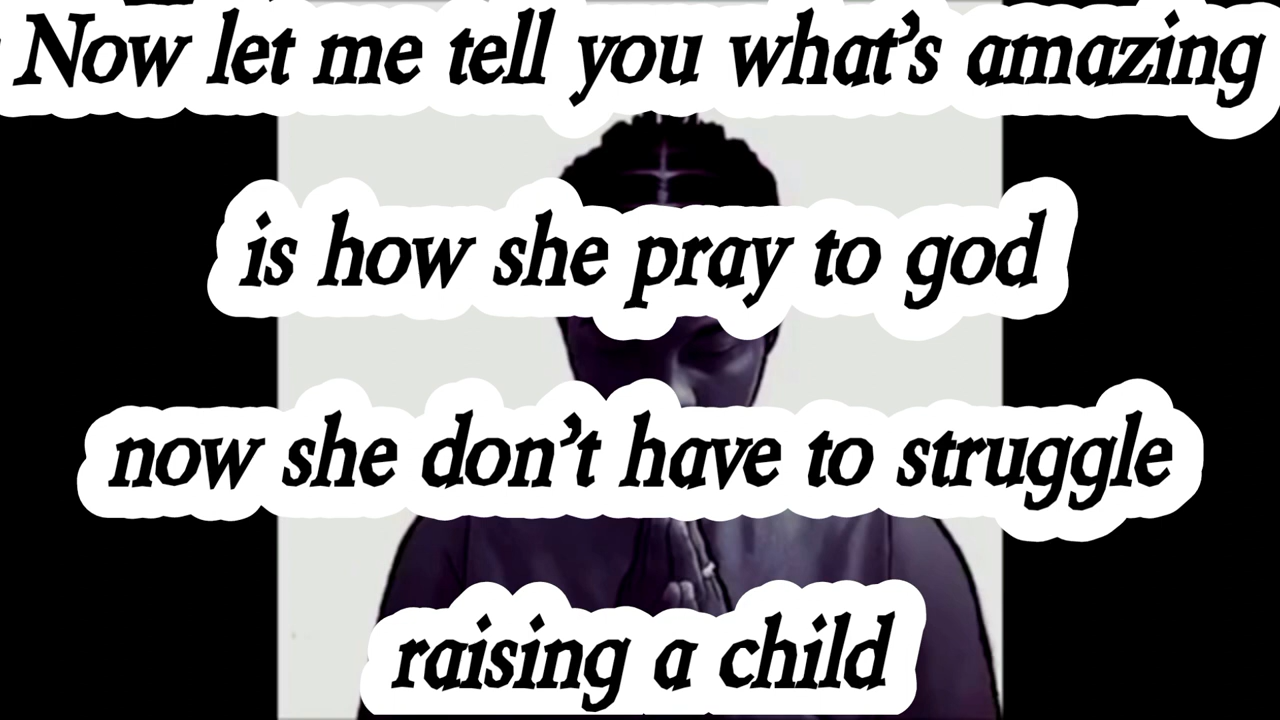 Now let me tell you what's amazing
is how she pray to god
now she don't have to struggle
raising a child